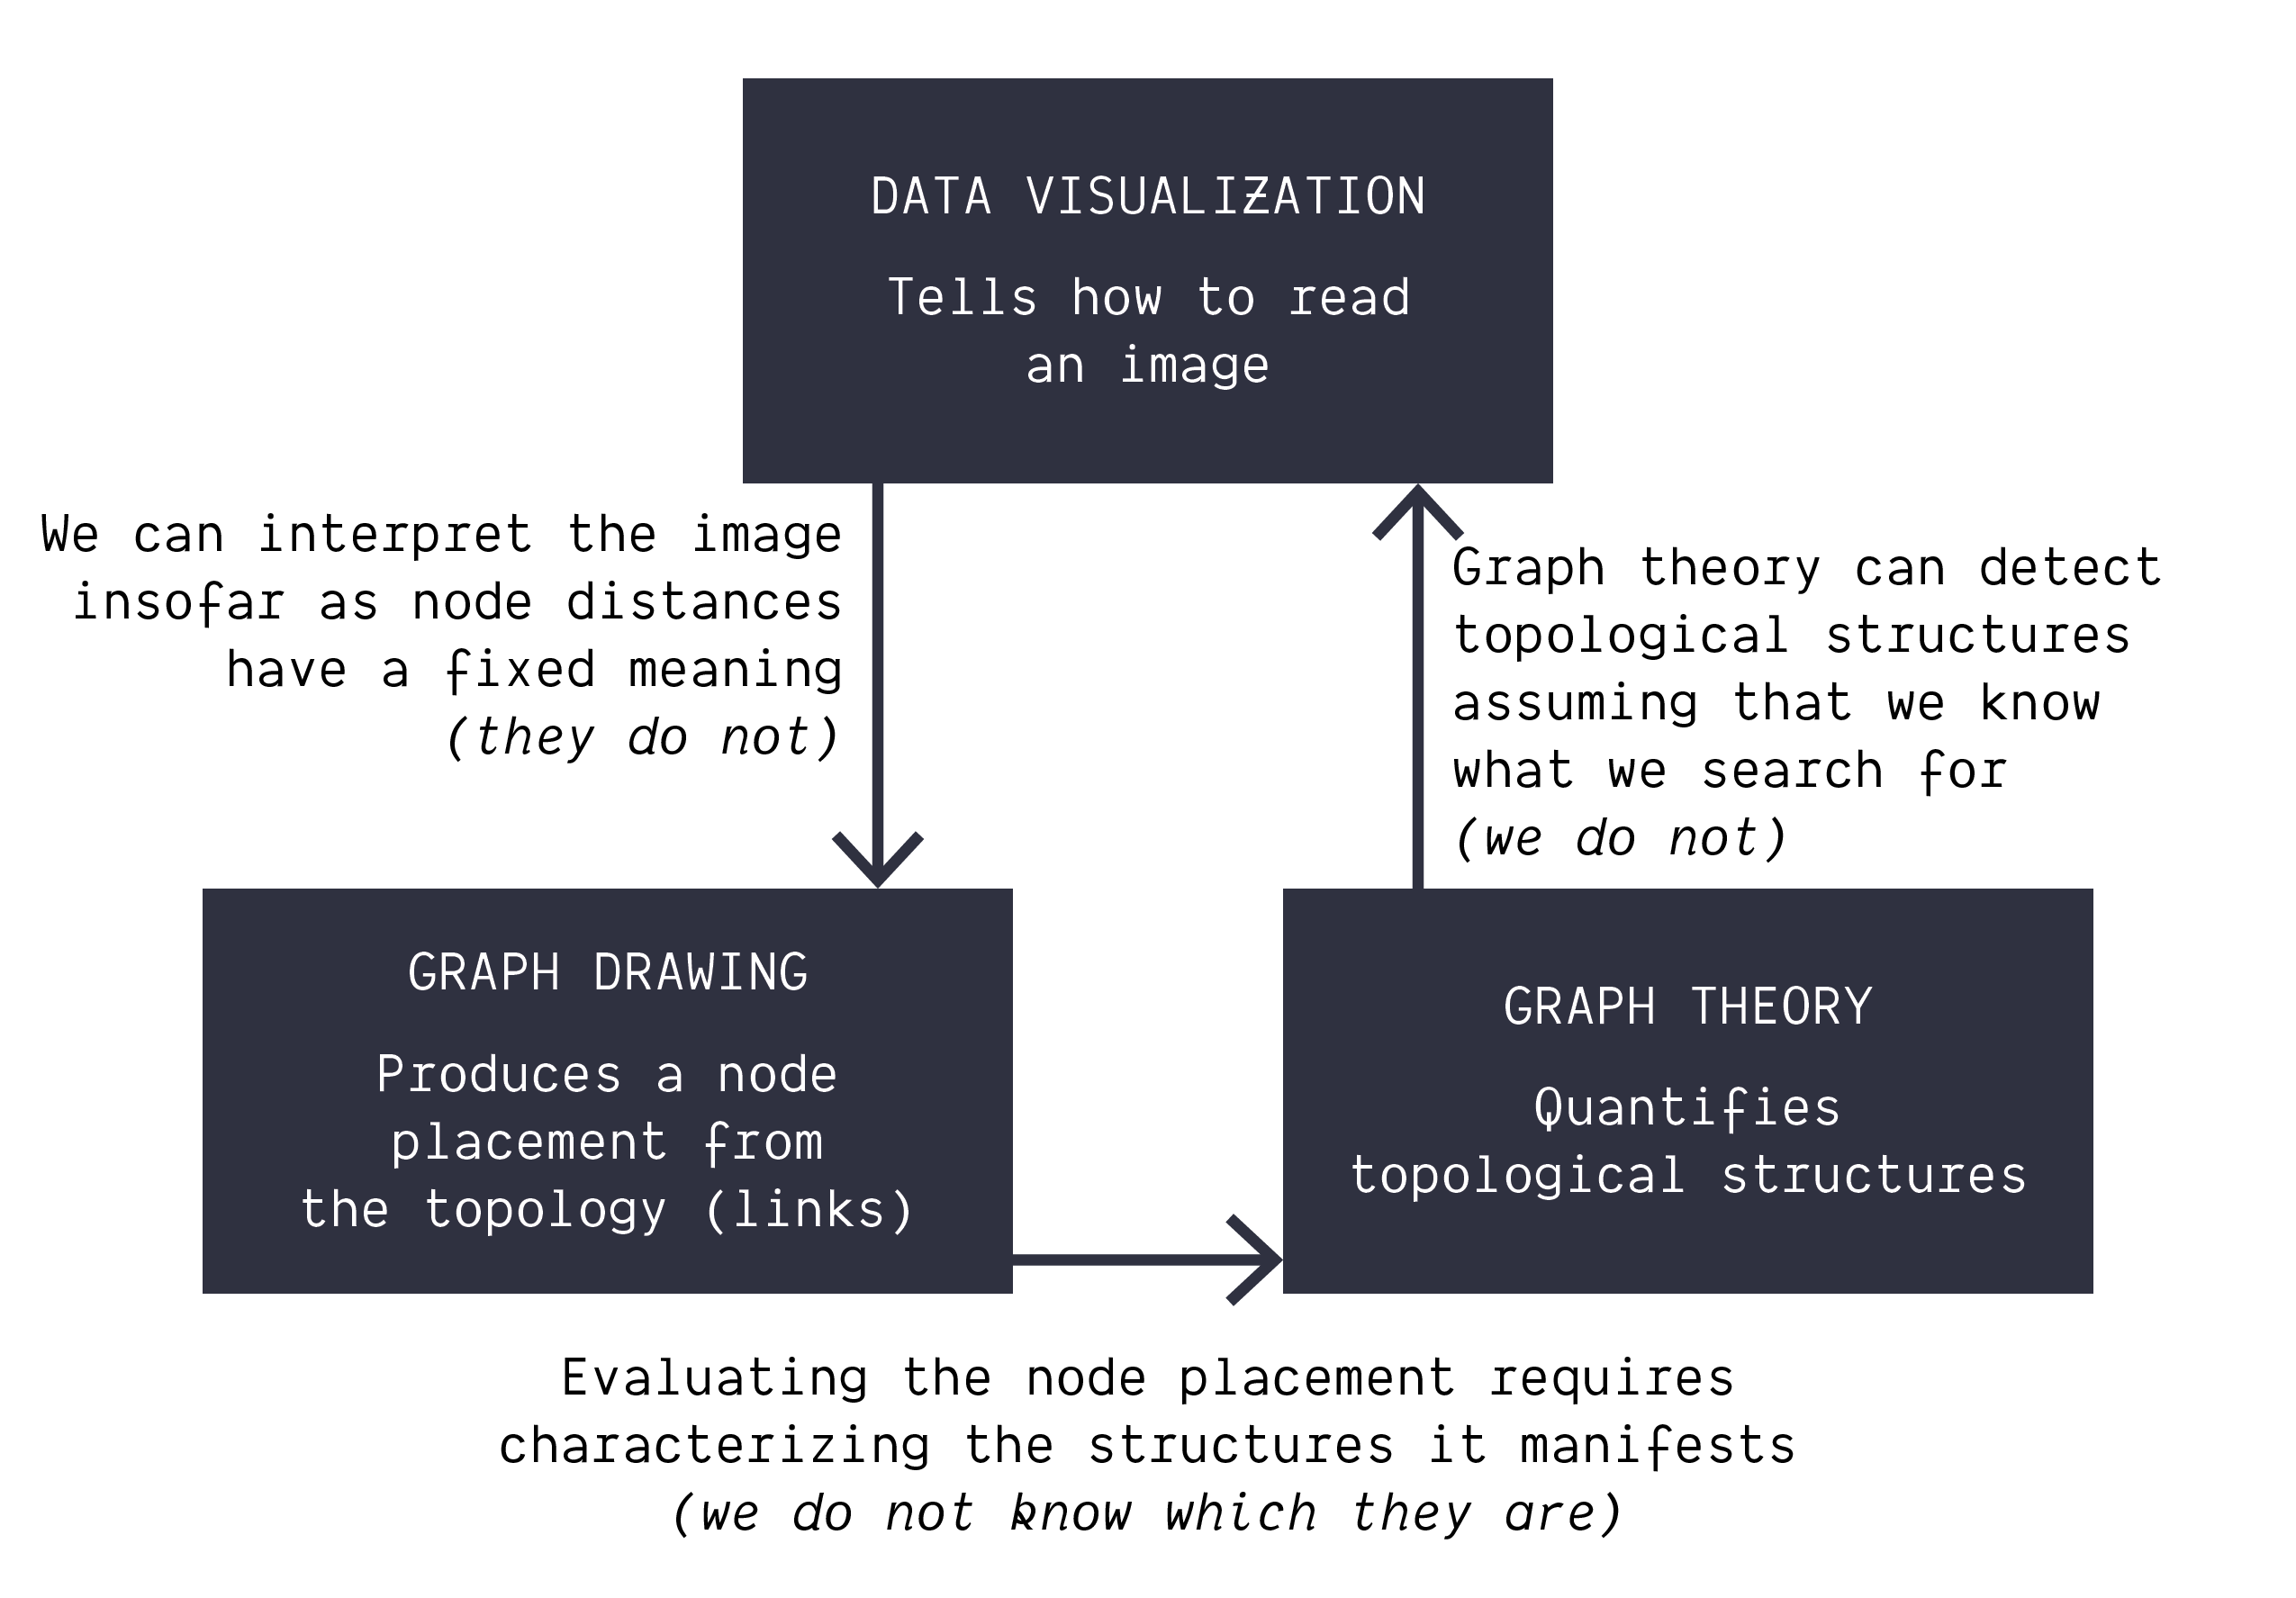 DATA VISUALIZATION
Tells how to read
an image
We can interpret the image
insofar as node distances
have a fixed meaning
(they do not)
Graph theory can detect
topological structures
assuming that we know
what we search for
(we do not)
GRAPH DRAWING
Produces a node
placement from
the topology (links)
GRAPH THEORY
Quantifies
topological structures
Evaluating the node placement requires
characterizing the structures it manifests
(we do not know which they are)